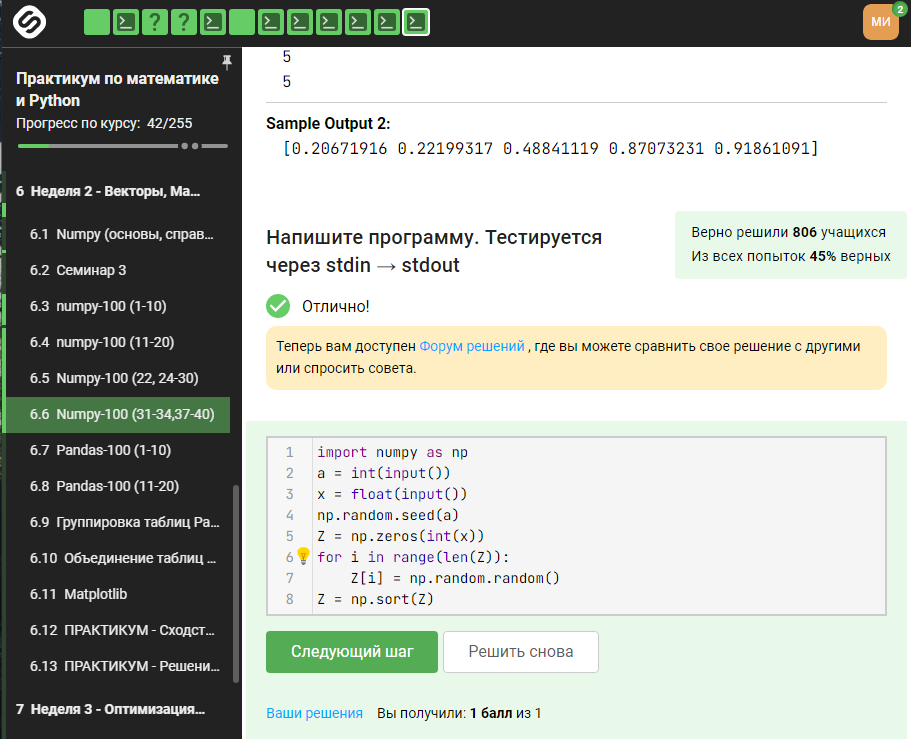 МИ
2
Практикум по математике
и Python
Прогресс по курсу: 42/255
6 Неделя 2 - Векторы, Ма...
6.1 Numpy (основы, справ...
6.2 Семинар 3
6.3 numpy-100 (1-10)
6.4 numpy-100 (11-20)
6.5 Numpy-100 (22, 24-30)
6.6 Numpy-100 (31-34,37-40)
6.7 Pandas-100 (1-10)
6.8 Pandas-100 (11-20)
6.9 Группировка таблиц Pa...
6.10 Объединение таблиц ...
6.11 Matplotlib
6.12 ПРАКТИКУМ - Сходст...
6.13 ПРАКТИКУМ - Решени...
7 Неделя 3 - Оптимизация...
5
5
Sample Output 2:
[0.20671916 0.22199317 0.48841119 0.87073231 0.91861091]
Напишите программу. Тестируется
через stdin → stdout
Верно решили 806 учащихся
Из всех попыток 45% верных
Отлично!
Теперь вам доступен Форум решений , где вы можете сравнить свое решение с другими
или спросить совета.
1 import numpy as np
2 a = int(input())
3 x = float(input())
4 np.random.seed(a)
5 Z = np.zeros(int(x))
6 for i in range(len(Z)):
7     Z[i] = np.random.random()
8 Z = np.sort(Z)
Следующий шаг
Решить снова
Ваши решения Вы получили: 1 балл из 1